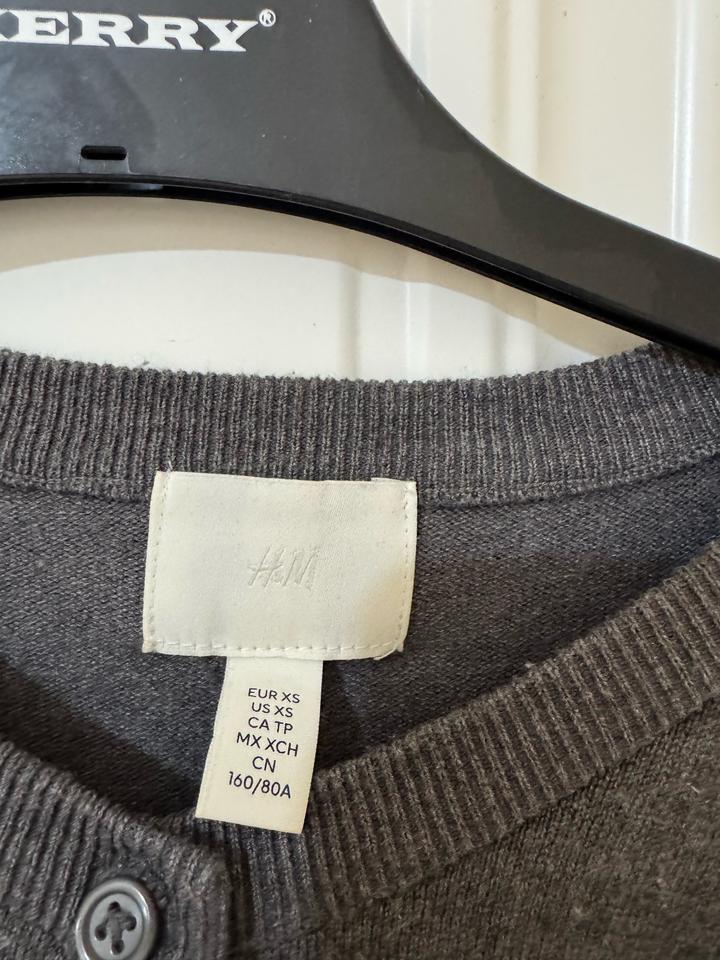 ERRY®
H&M
EUR XS
US XS
CA TP
MX XCH
CN
160/80A